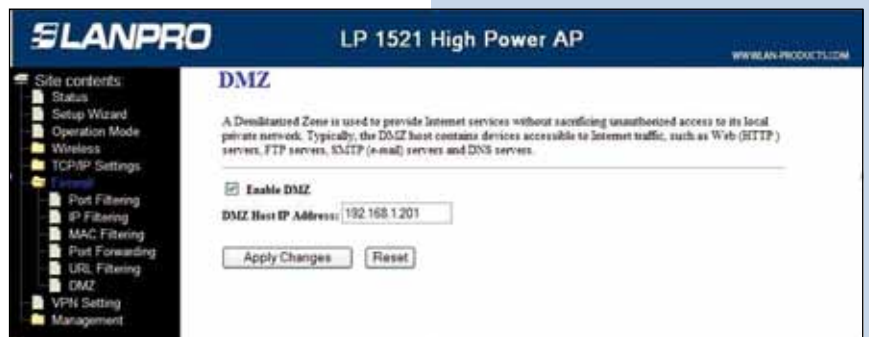 LANPRO
LP 1521 High Power AP
WWW.LAN-PRODUCTS.COM
Site contents:
Status
Setup Wizard
Operation Mode
Wireless
TCP/IP Settings
Firewall
Port Filtering
IP Filtering
MAC Filtering
Port Forwarding
URL Filtering
DMZ
VPN Setting
Management
DMZ
A Demilitarized Zone is used to provide Internet services without sacrificing unauthorized access to its local
private network. Typically, the DMZ host contains devices accessible to Internet traffic, such as Web (HTTP )
servers, FTP servers, SMTP (e-mail) servers and DNS servers.
Enable DMZ
DMZ Host IP Address: 192.168.1.201
Apply Changes Reset